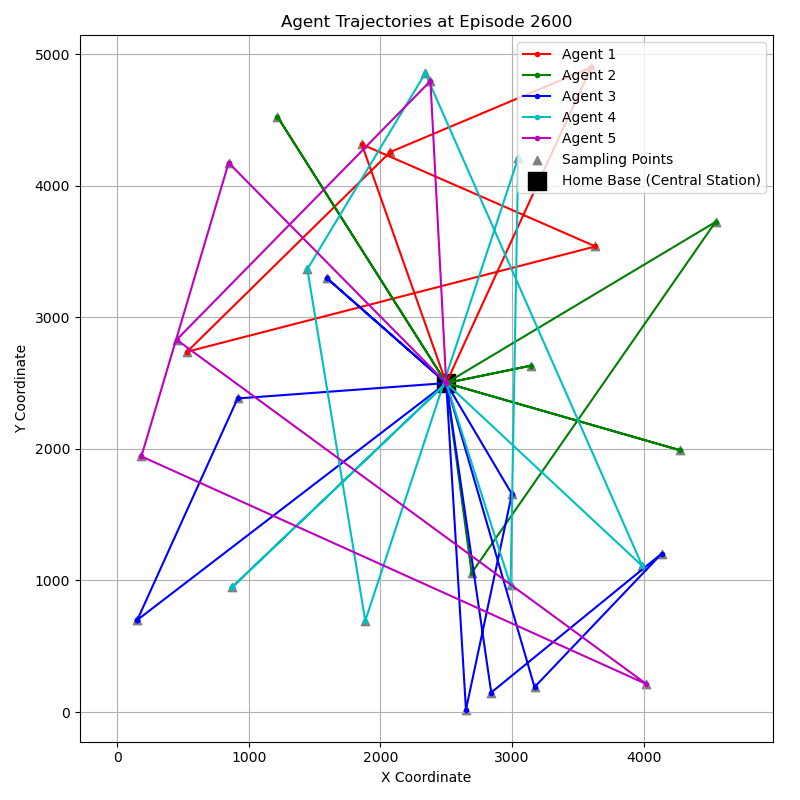 Agent Trajectories at Episode 2600
Agent 1
Agent 2
Agent 3
Agent 4
Agent 5
Sampling Points
Home Base (Central Station)
Y Coordinate
5000
4000
3000
2000
1000
0
0 1000 2000 3000 4000
X Coordinate